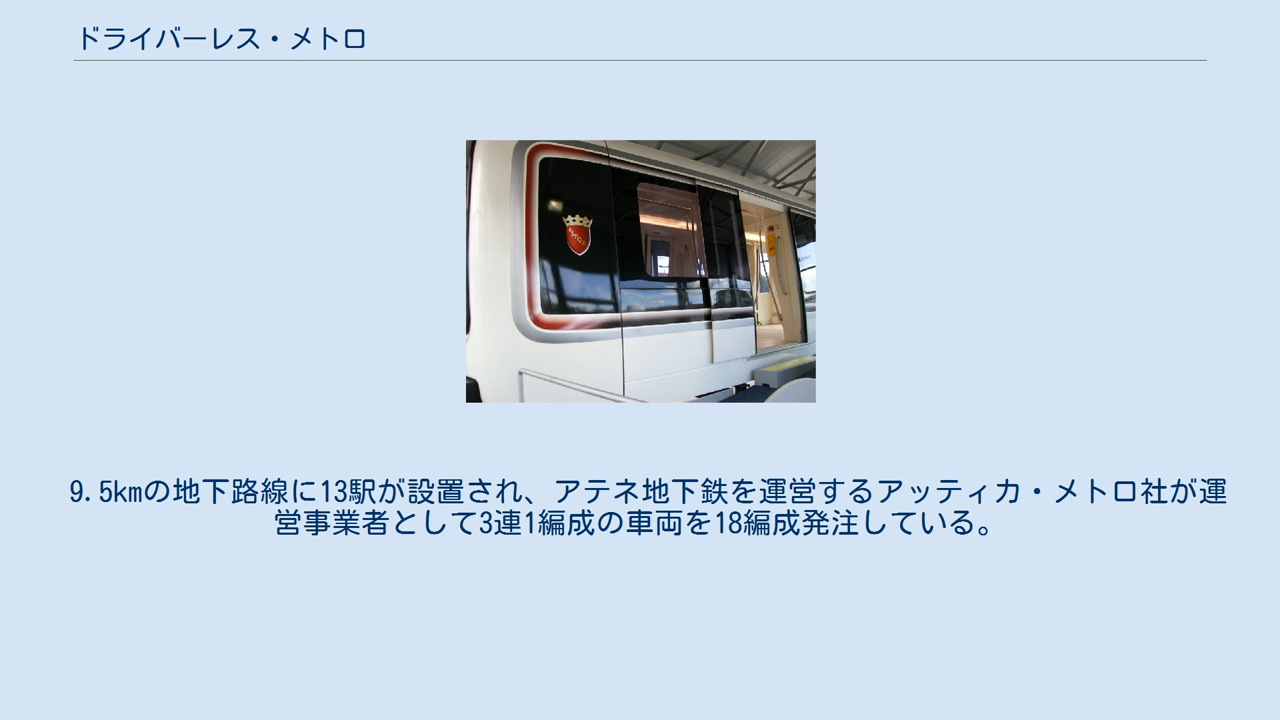 ドライバーレス・メトロ
9.5kmの地下路線に13駅が設置され、アテネ地下鉄を運営するアッティカ・メトロ社が運
営事業者として3連1編成の車両を18編成発注している。